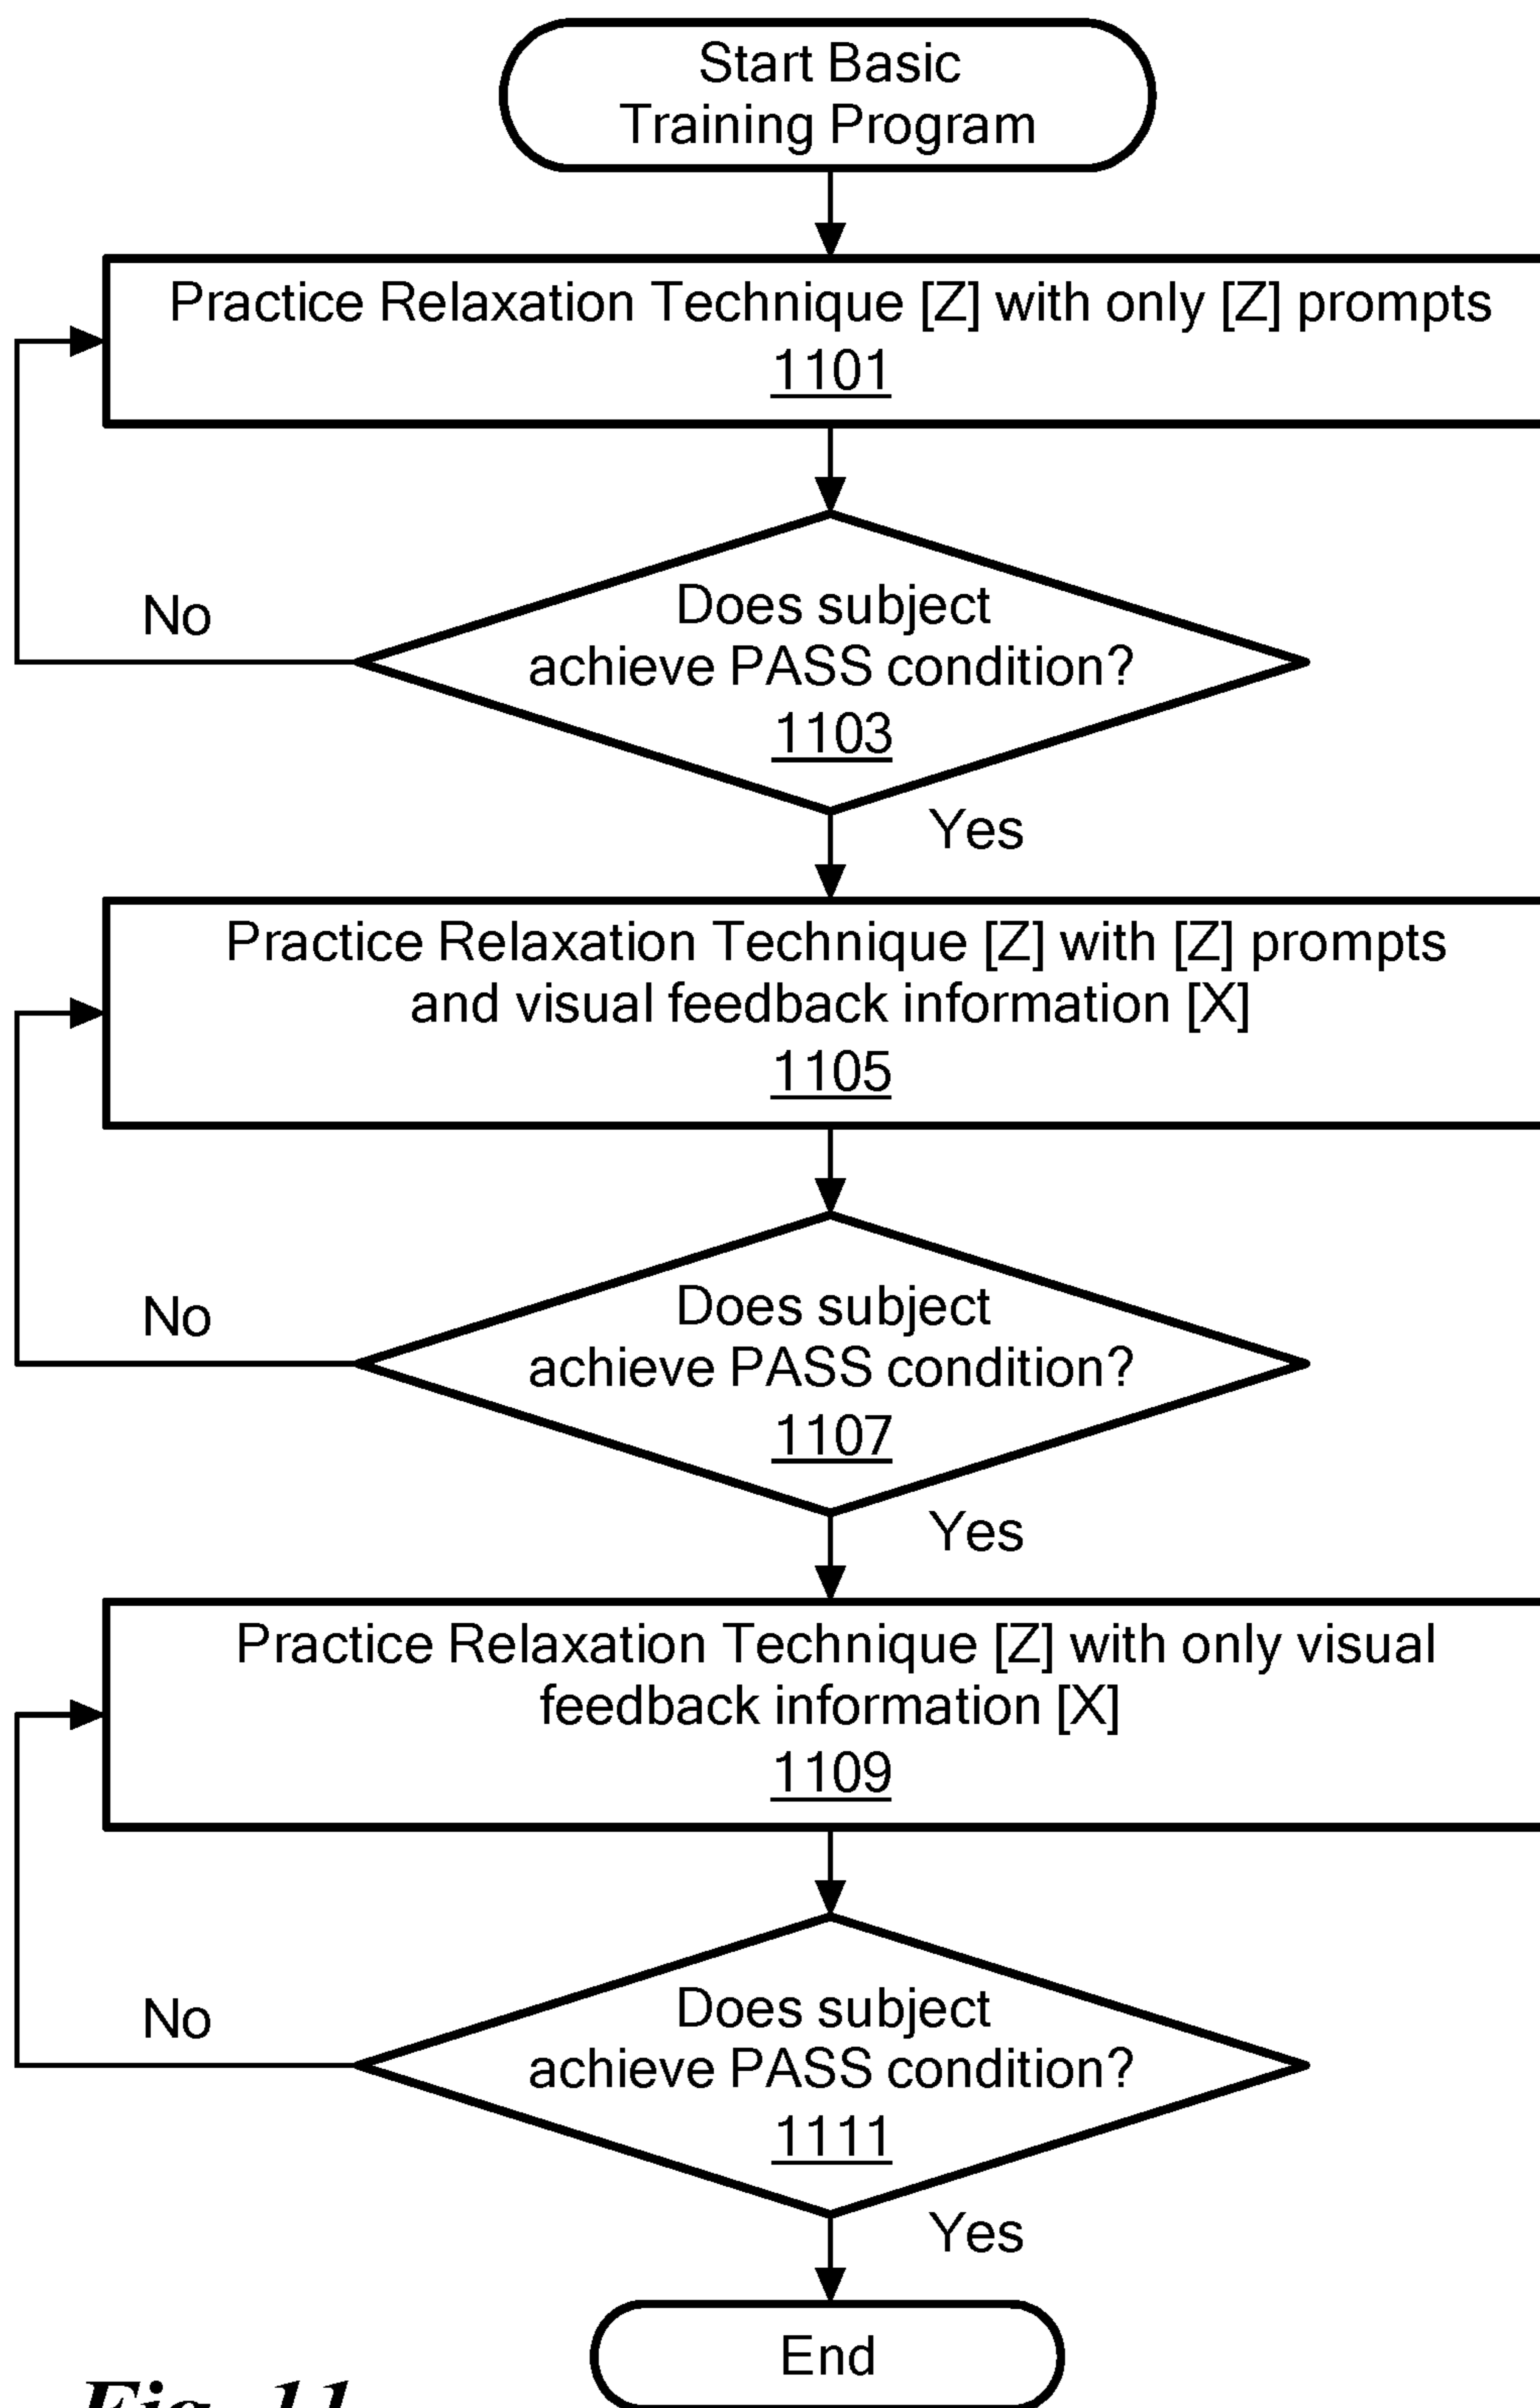 Start Basic
Training Program
Practice Relaxation Technique [Z] with only [Z] prompts
1101
Does subject
achieve PASS condition?
1103
No
Yes
Practice Relaxation Technique [Z] with [Z] prompts
and visual feedback information [X]
1105
Does subject
achieve PASS condition?
1107
No
Yes
Practice Relaxation Technique [Z] with only visual
feedback information [X]
1109
Does subject
achieve PASS condition?
1111
No
Yes
End
Fig. 11